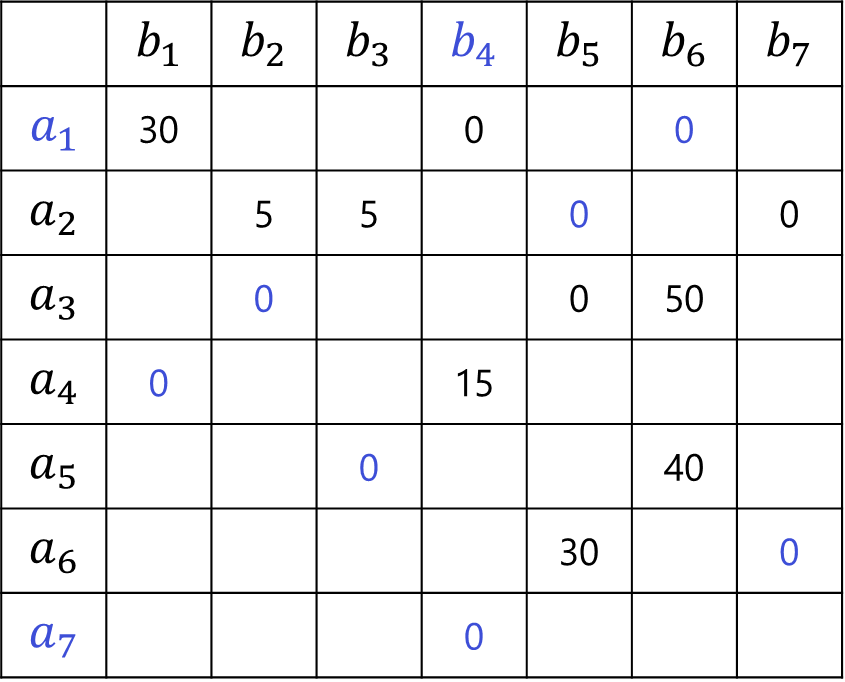 b₁ b₂ b₃ b₄ b₅ b₆ b₇
a₁ 30 0 0
a₂ 5 5 0 0
a₃ 0 0 50
a₄ 0 15
a₅ 0 40
a₆ 30 0
a₇ 0